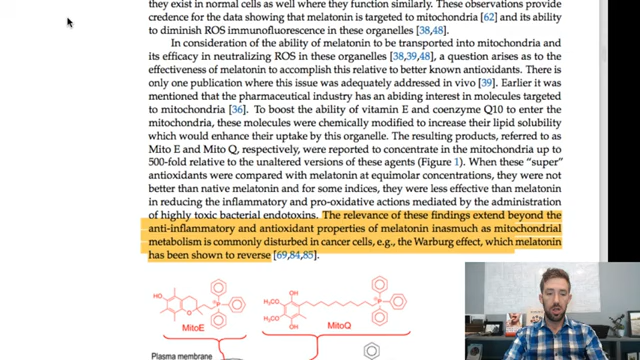 they exist in normal cells as well where they function similarly. These observations provide
credence for the data showing that melatonin is targeted to mitochondria [62] and its ability
to diminish ROS immunofluorescence in these organelles [38,48].
In consideration of the ability of melatonin to be transported into mitochondria and
its efficacy in neutralizing ROS in these organelles [38,39,48], a question arises as to the
effectiveness of melatonin to accomplish this relative to better known antioxidants. There is
only one publication where this issue was adequately addressed in vivo [39]. Earlier it was
mentioned that the pharmaceutical industry has an abiding interest in molecules targeted
to mitochondria [36]. To boost the ability of vitamin E and coenzyme Q10 to enter the
mitochondria, these molecules were chemically modified to increase their lipid solubility
which would enhance their uptake by this organelle. The resulting products, referred to as
Mito E and Mito Q, respectively, were reported to concentrate in the mitochondria up to
500-fold relative to the unaltered versions of these agents (Figure 1). When these “super”
antioxidants were compared with melatonin at equimolar concentrations, they were not
better than native melatonin and for some indices, they were less effective than melatonin
in reducing the inflammatory and pro-oxidative actions mediated by the administration
of highly toxic bacterial endotoxins. The relevance of these findings extend beyond the
anti-inflammatory and antioxidant properties of melatonin inasmuch as mitochondrial
metabolism is commonly disturbed in cancer cells, e.g., the Warburg effect, which melatonin
has been shown to reverse [69,84,85].
HO
MitoE
H₃CO
H₃CO
OH
OH
MitoQ
Plasma membrane